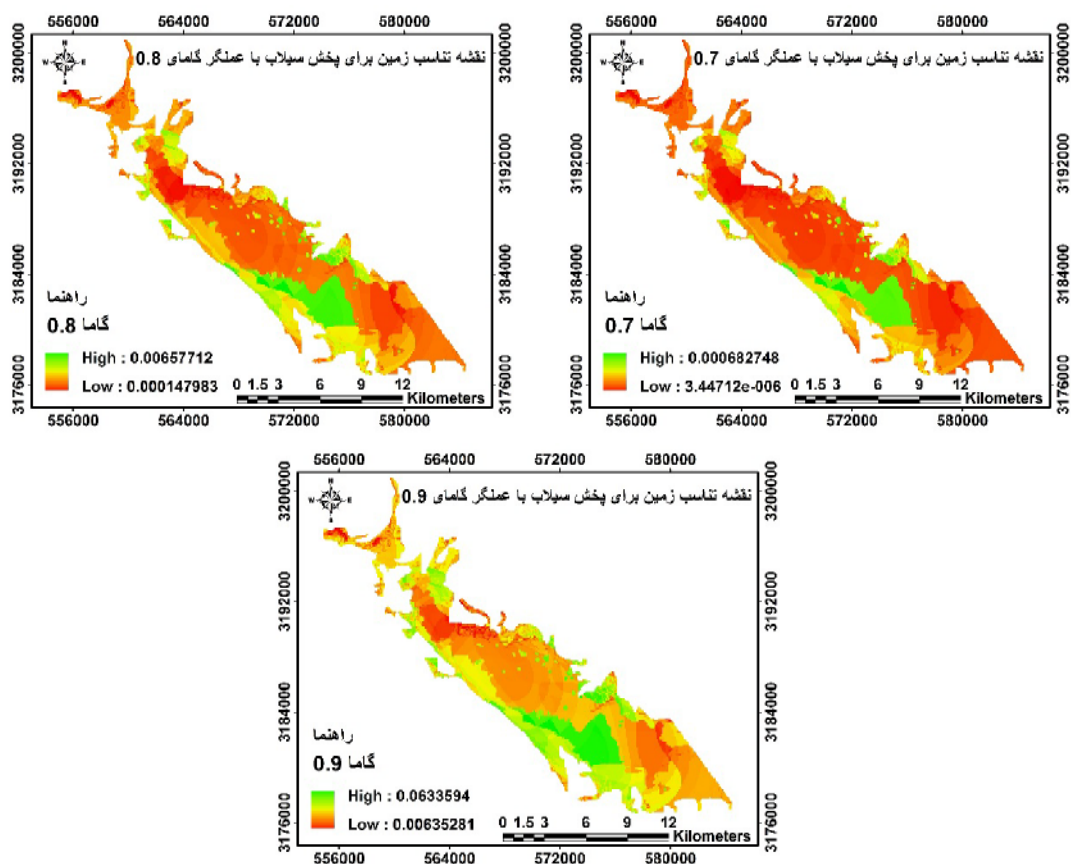 556000 564000 572000 580000
نقشه تناسب زمین برای پخش سیلاب با عملگر گامای 0.8
N
W E
S
3200000
3192000
3184000
3176000
راهنما
گاما 0.8
High : 0.00657712
Low : 0.000147983
0 1.5 3 6 9 12
Kilometers
556000 564000 572000 580000
556000 564000 572000 580000
نقشه تناسب زمین برای پخش سیلاب با عملگر گامای 0.7
N
W E
S
3200000
3192000
3184000
3176000
راهنما
گاما 0.7
High : 0.000682748
Low : 3.44712e-006
0 1.5 3 6 9 12
Kilometers
556000 564000 572000 580000
556000 564000 572000 580000
نقشه تناسب زمین برای پخش سیلاب با عملگر گامای 0.9
N
W E
S
3200000
3192000
3184000
3176000
راهنما
گاما 0.9
High : 0.0633594
Low : 0.00635281
0 1.5 3 6 9 12
Kilometers
556000 564000 572000 580000